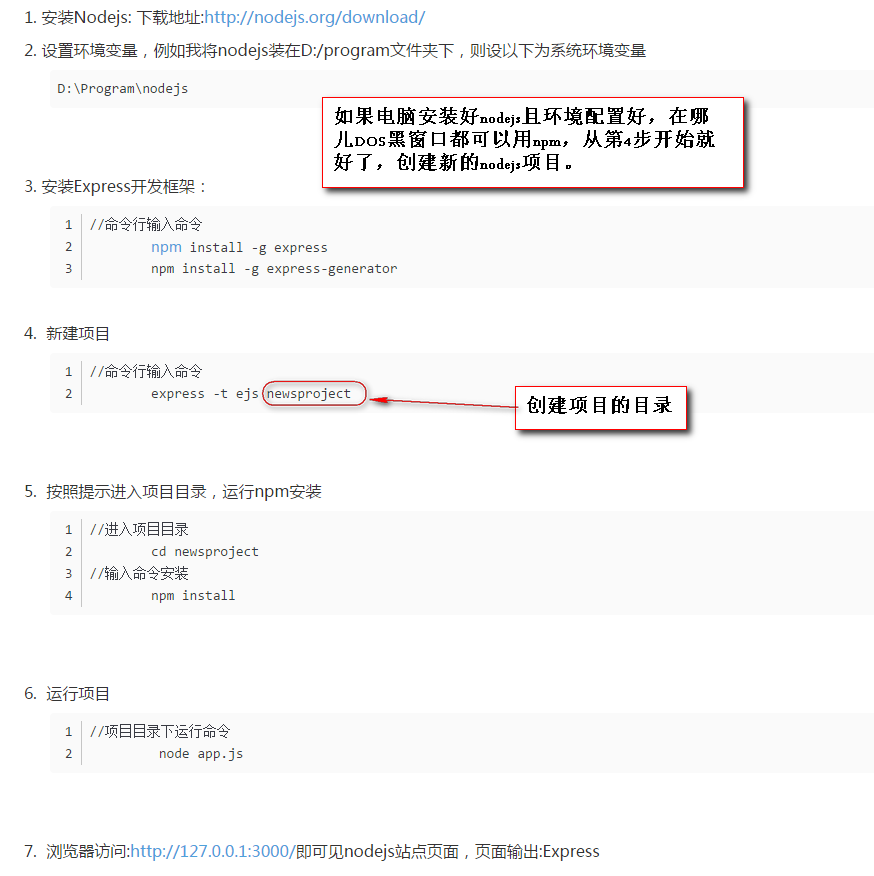 1. 安装Nodejs: 下载地址:http://nodejs.org/download/
2. 设置环境变量，例如我将nodejs装在D:/program文件夹下，则设以下为系统环境变量
D:\Program\nodejs
如果电脑安装好nodejs且环境配置好，在哪
儿DOS黑窗口都可以用npm，从第4步开始就
好了，创建新的nodejs项目。
3. 安装Express开发框架：
1 //命令行输入命令
2 npm install -g express
3 npm install -g express-generator
4. 新建项目
1 //命令行输入命令
2 express -t ejs newsproject
创建项目的目录
5. 按照提示进入项目目录，运行npm安装
1 //进入项目目录
2 cd newsproject
3 //输入命令安装
4 npm install
6. 运行项目
1 //项目目录下运行命令
2 node app.js
7. 浏览器访问:http://127.0.0.1:3000/即可见nodejs站点页面，页面输出:Express